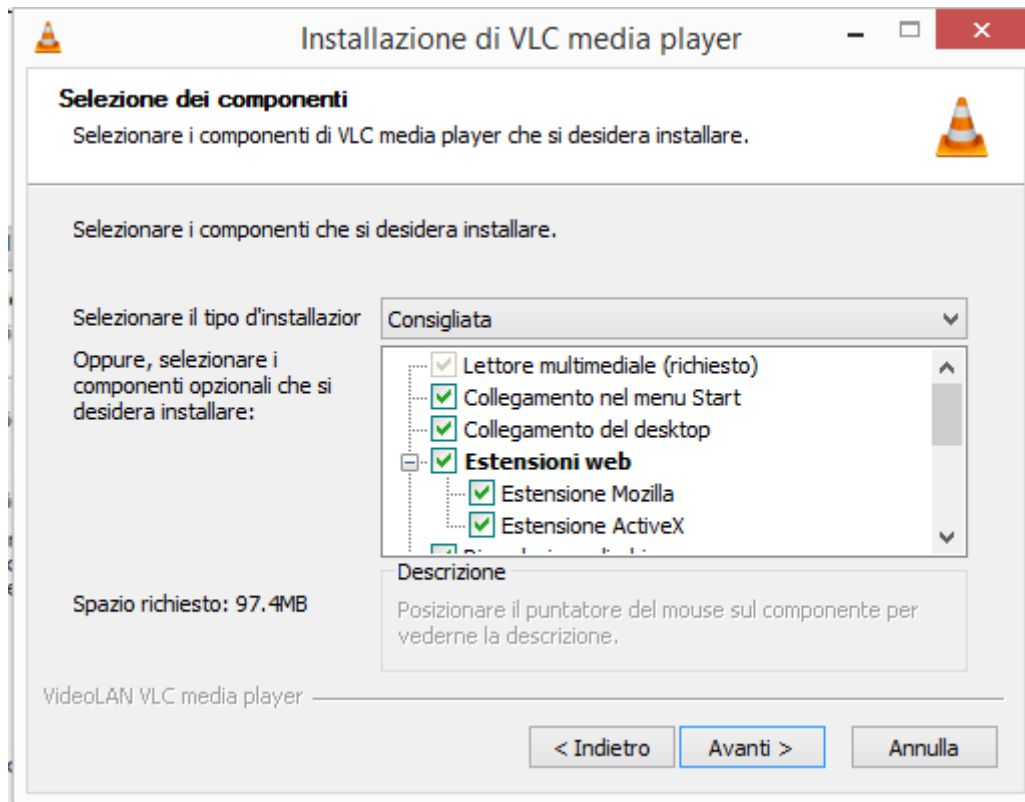 Installazione di VLC media player
Selezione dei componenti
Selezionare i componenti di VLC media player che si desidera installare.
Selezionare i componenti che si desidera installare.
Selezionare il tipo d'installazior
Consigliata
Oppure, selezionare i
componenti opzionali che si
desidera installare:
Lettore multimediale (richiesto)
Collegamento nel menu Start
Collegamento del desktop
Estensioni web
Estensione Mozilla
Estensione ActiveX
Spazio richiesto: 97.4MB
Descrizione
Posizionare il puntatore del mouse sul componente per
vederne la descrizione.
VideoLAN VLC media player
< Indietro
Avanti >
Annulla